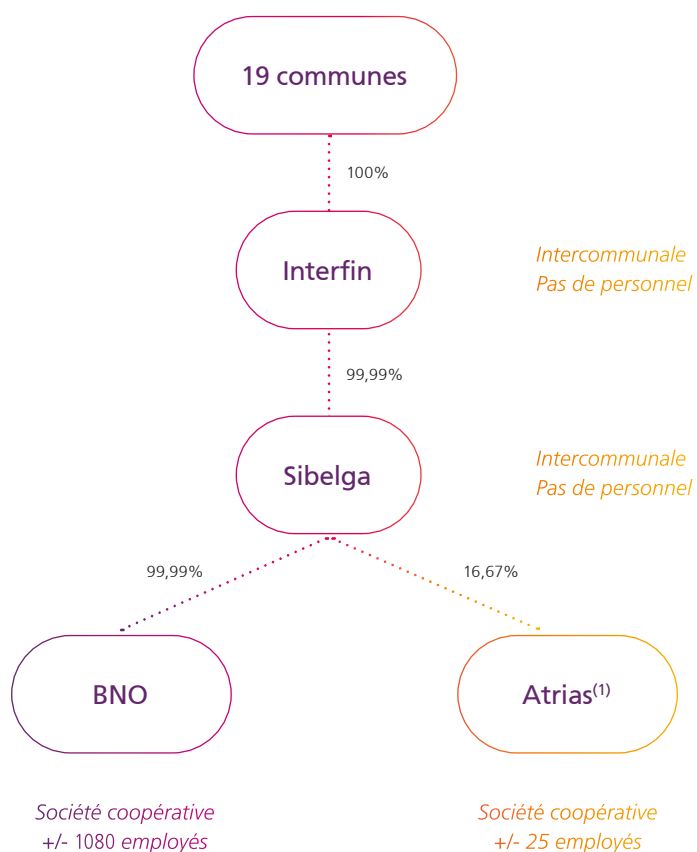 19 communes
100%
Interfin
Intercommunale
Pas de personnel
99,99%
Sibelga
Intercommunale
Pas de personnel
99,99%
16,67%
BNO
Atrias(1)
Société coopérative
+/- 1080 employés
Société coopérative
+/- 25 employés